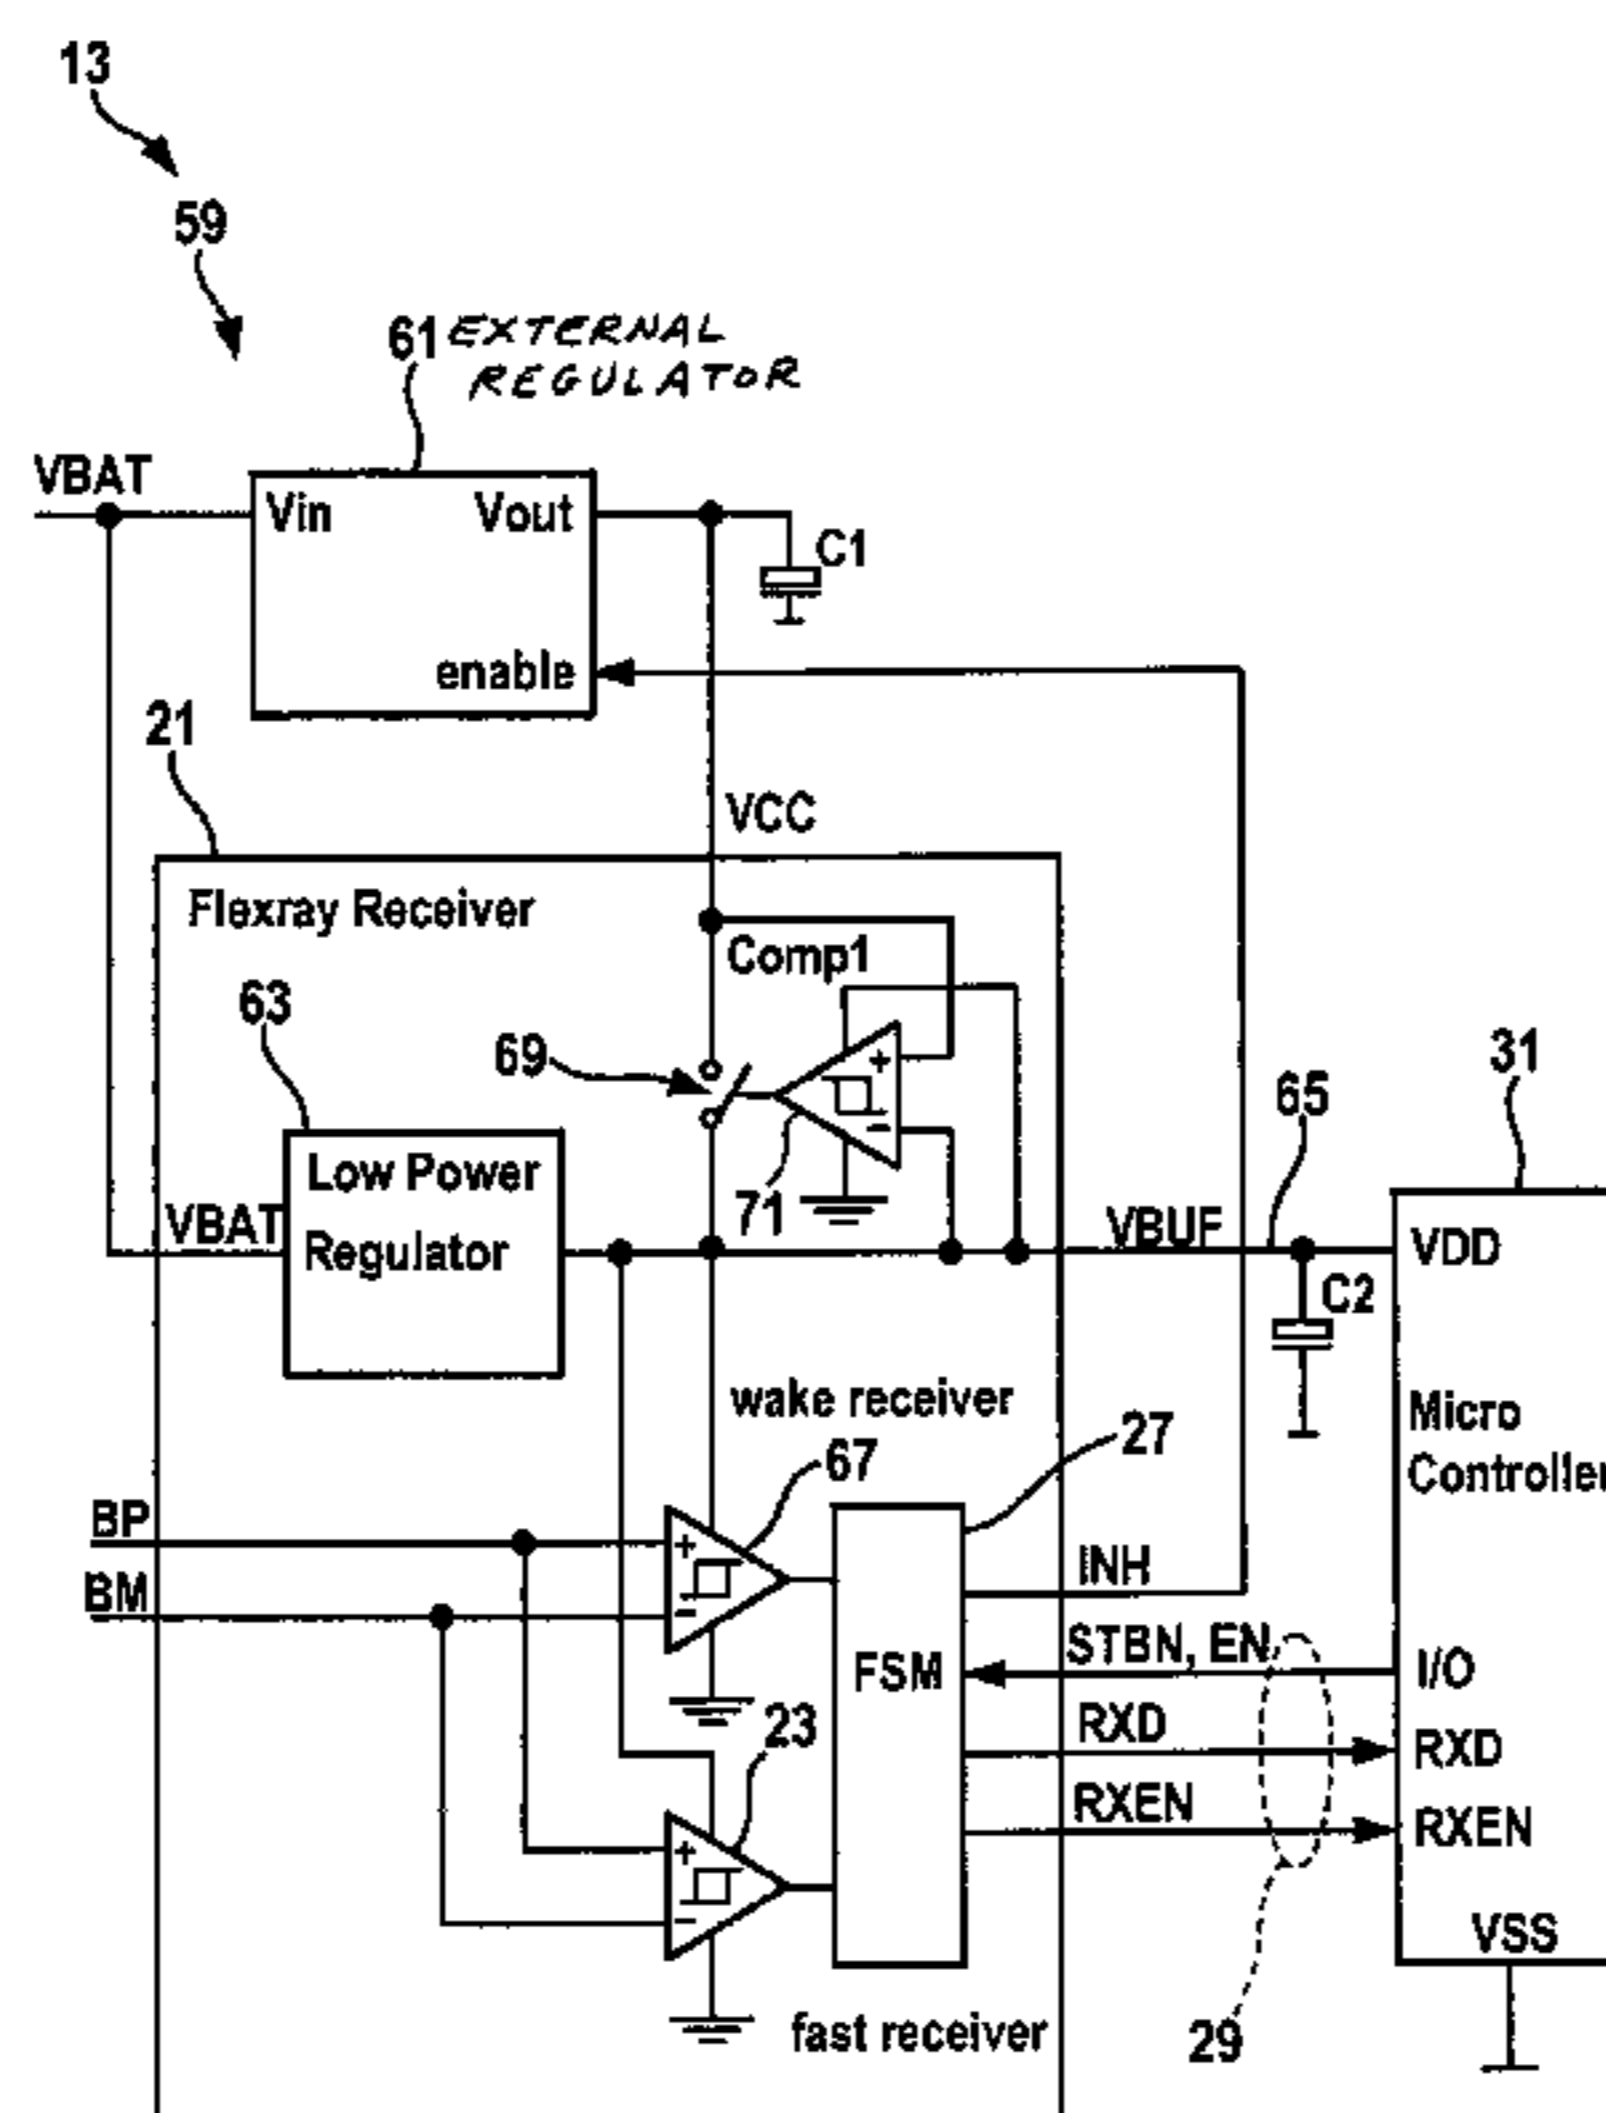 13
59
61 EXTERNAL
REGULATOR
VBAT
Vin Vout
C1
enable
21
VCC
Flexray Receiver
Comp1
63
69
+
-
31
65
Low Power
71
VBAT
Regulator
VBUF
VDD
C2
wake receiver
27
Micro
67
Controller
BP
+
INH
BM
-
STBN, EN
FSM
I/O
23
RXD
RXD
RXEN
RXEN
+
-
VSS
fast receiver
29